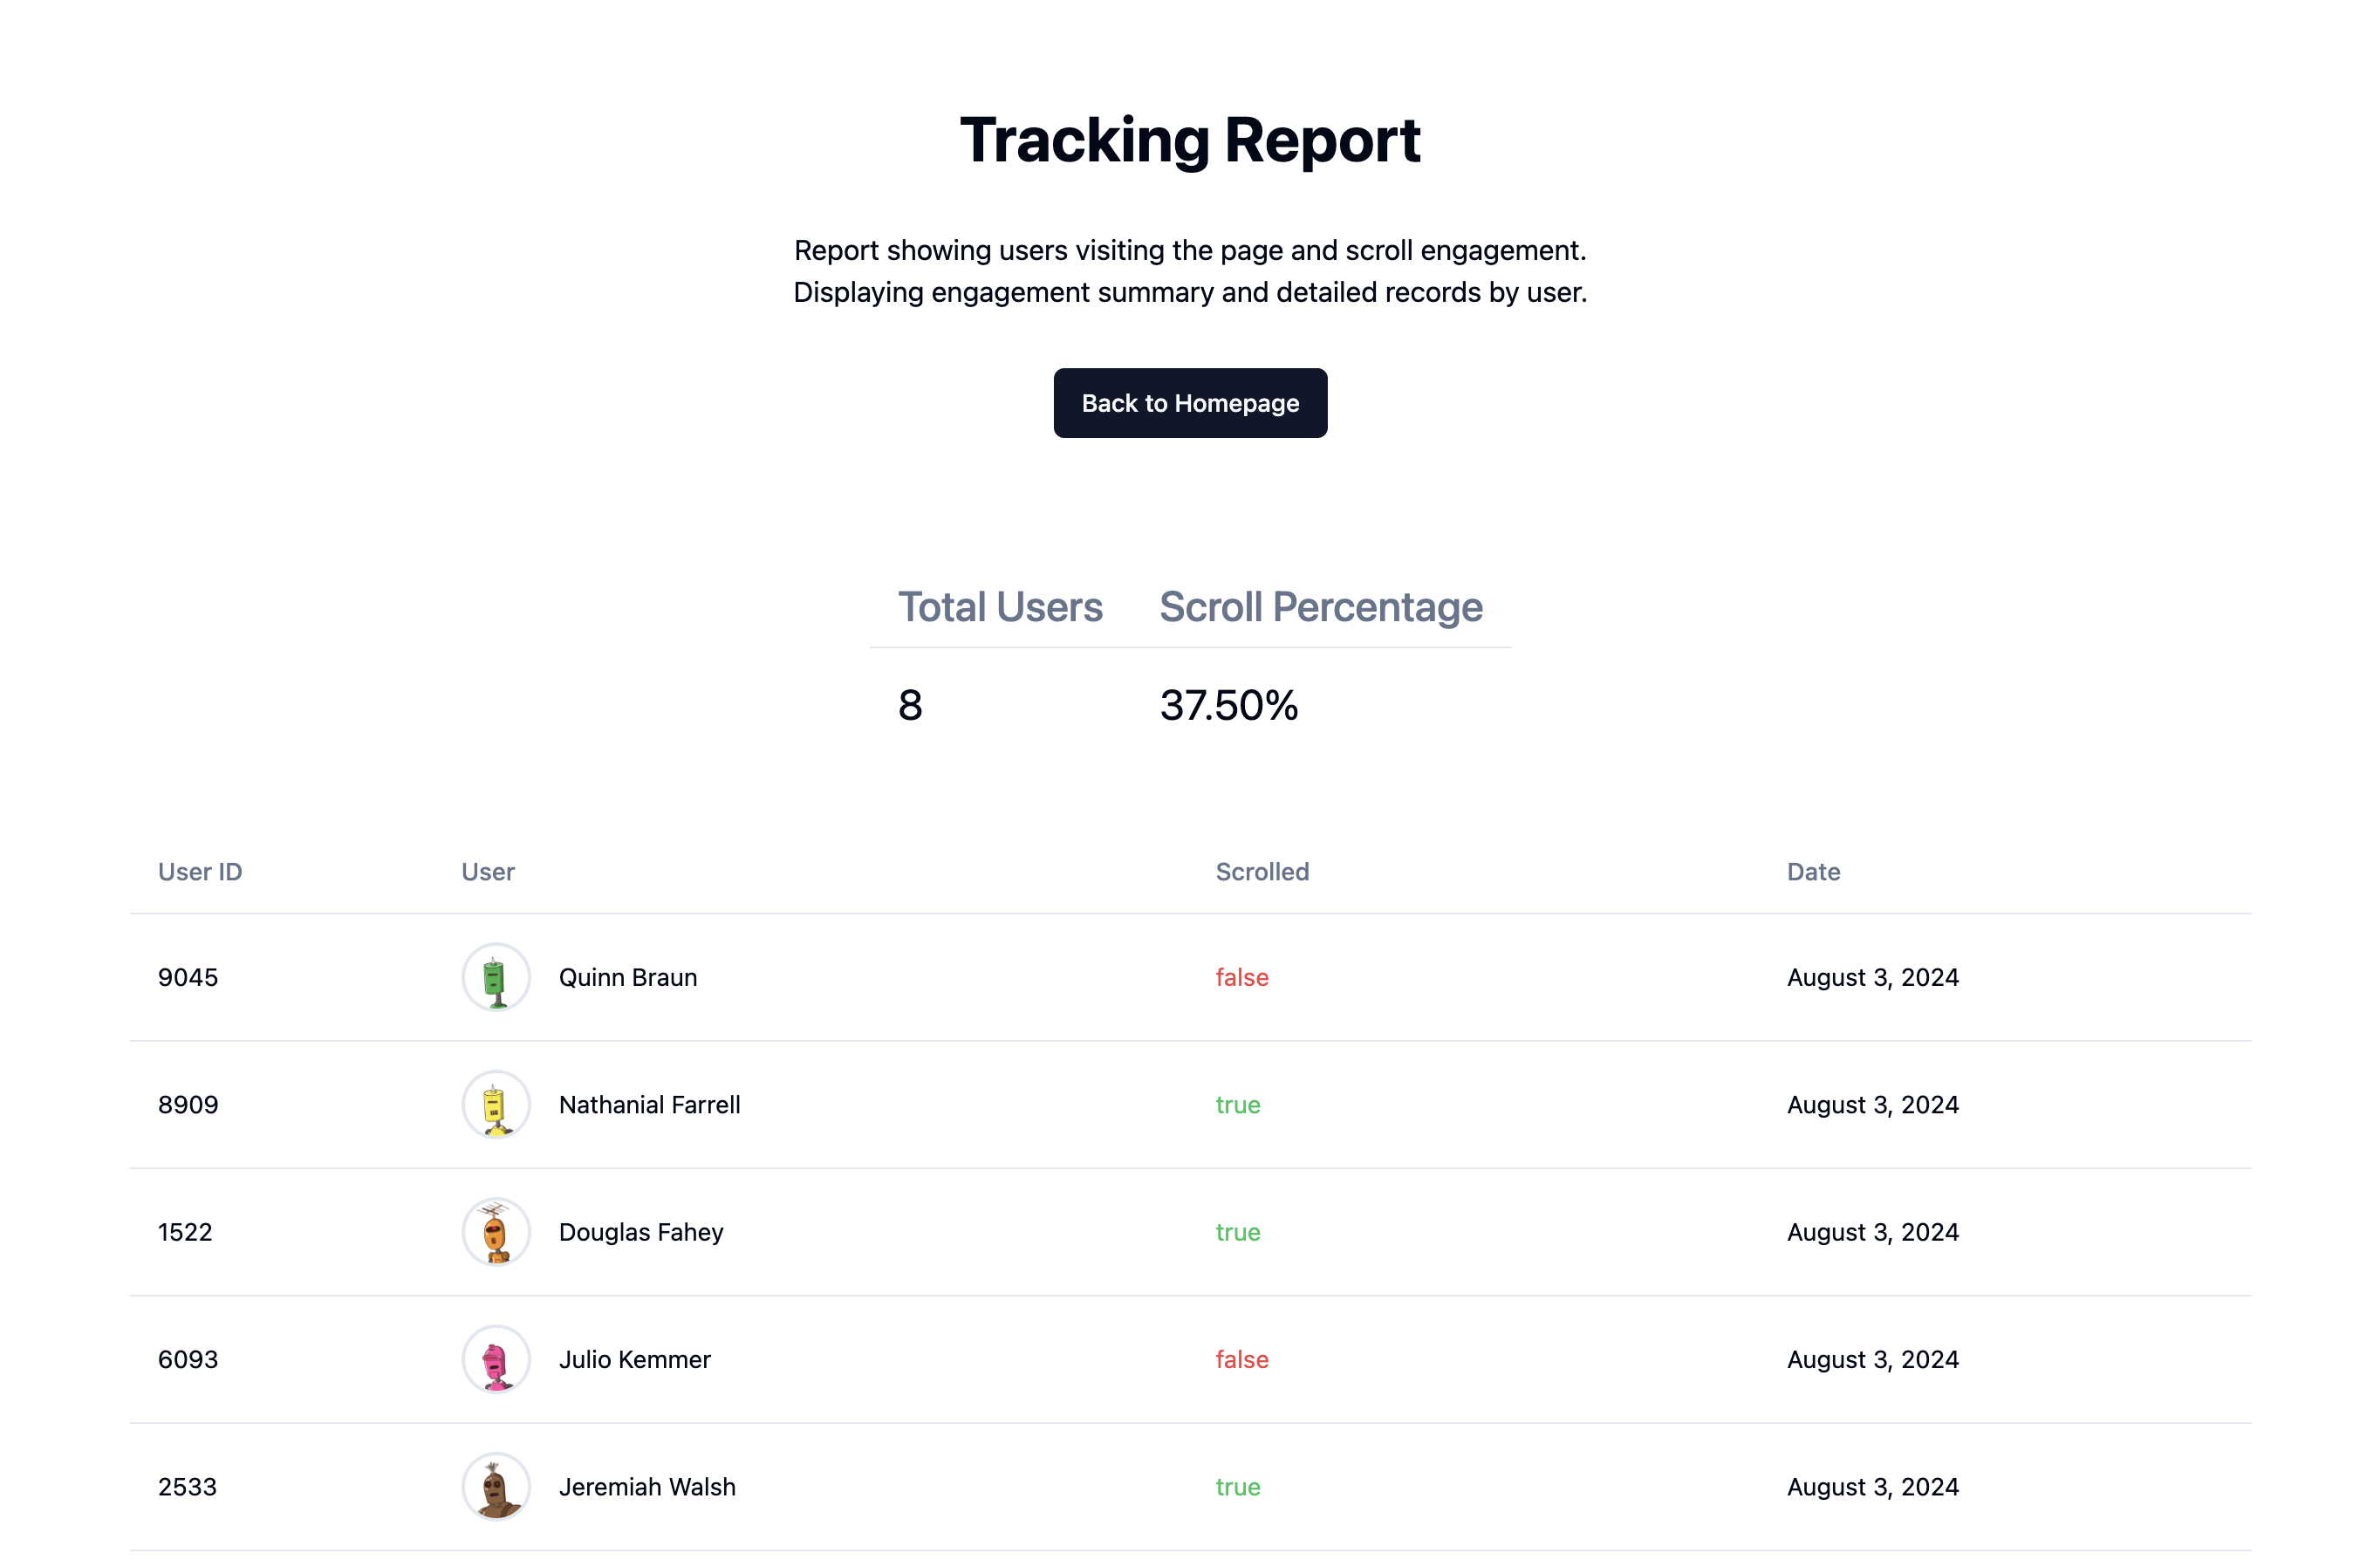 Tracking Report
Report showing users visiting the page and scroll engagement.
Displaying engagement summary and detailed records by user.
Back to Homepage
Total Users Scroll Percentage
8 37.50%
User ID User Scrolled Date
9045 Quinn Braun false August 3, 2024
8909 Nathanial Farrell true August 3, 2024
1522 Douglas Fahey true August 3, 2024
6093 Julio Kemmer false August 3, 2024
2533 Jeremiah Walsh true August 3, 2024